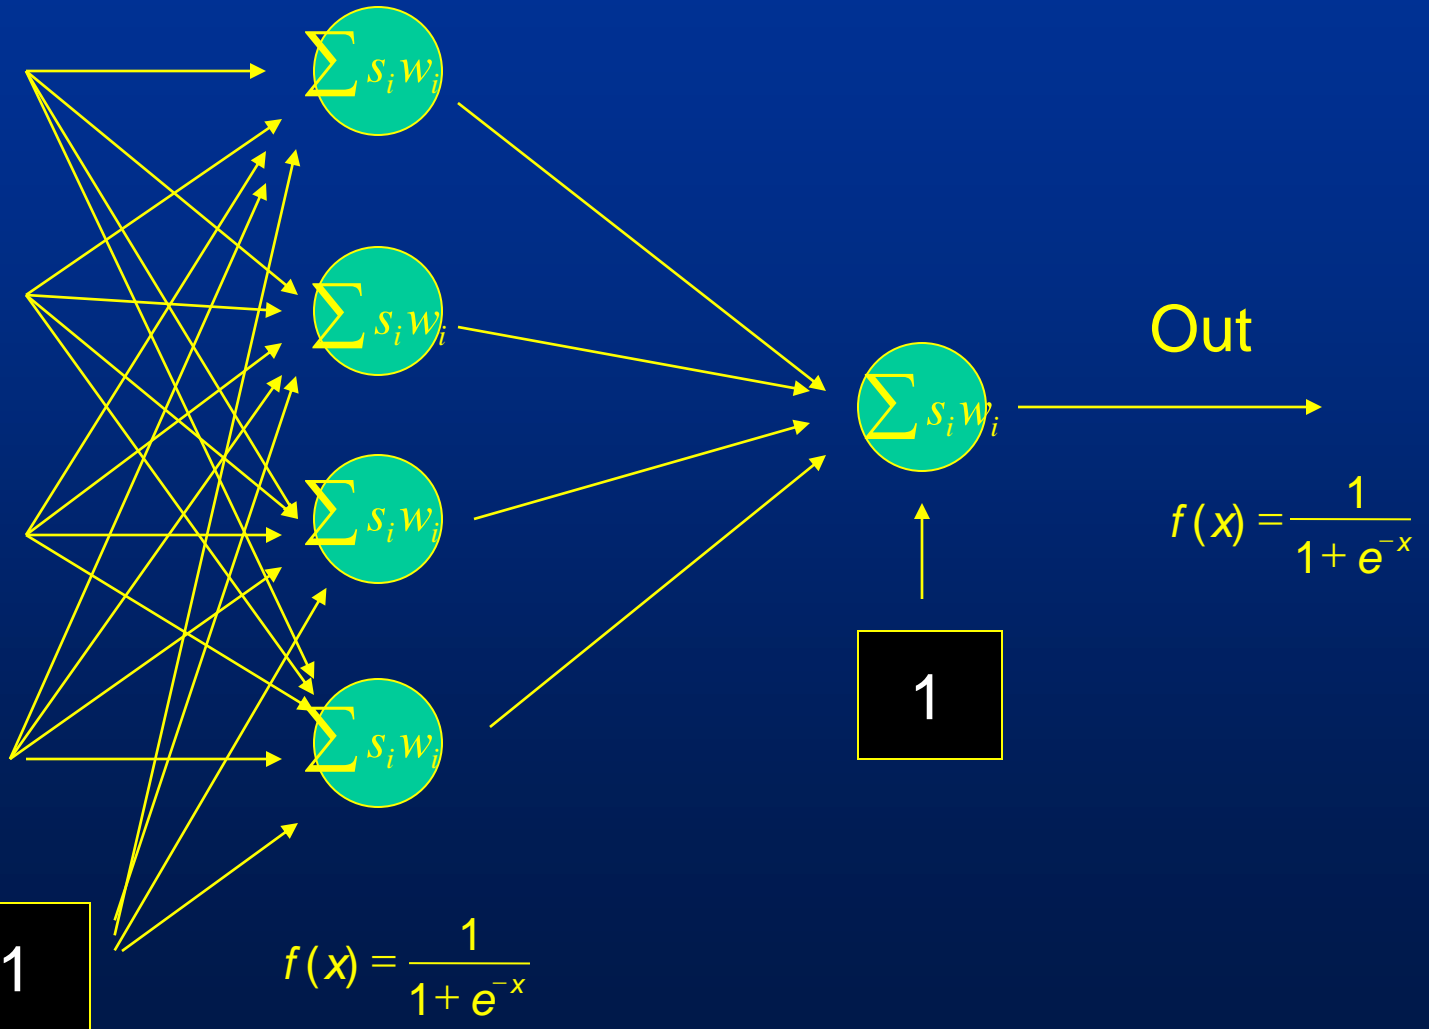 ∑ sᵢwᵢ
∑ sᵢwᵢ
∑ sᵢwᵢ
∑ sᵢwᵢ
∑ sᵢwᵢ
Out
f(x) = 1 / (1 + e⁻ˣ)
1
1
f(x) = 1 / (1 + e⁻ˣ)